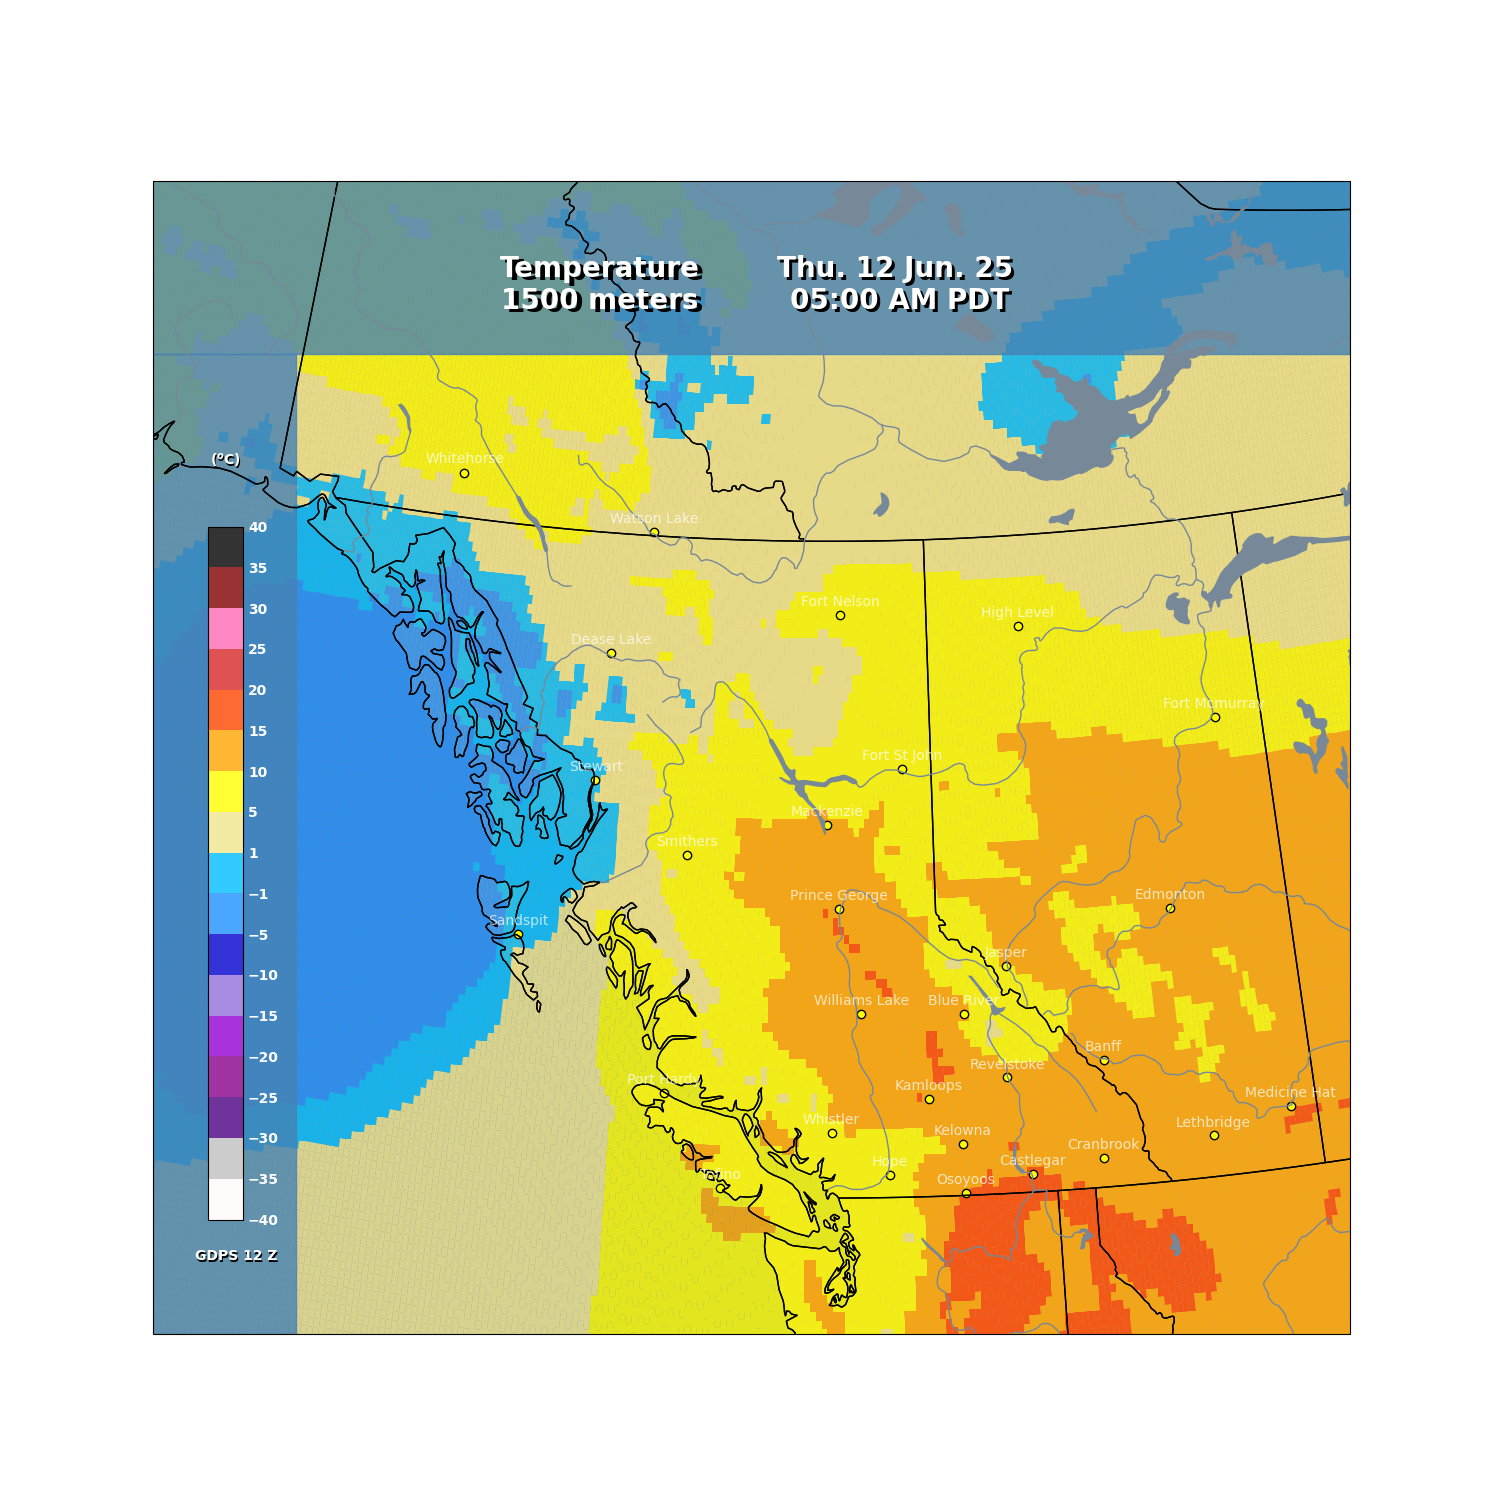 Temperature
1500 meters
Thu. 12 Jun. 25
05:00 AM PDT
(°C)
Whitehorse
Watson Lake
40
35
30
25
20
15
10
5
1
−1
−5
−10
−15
−20
−25
−30
−35
−40
GDPS 12 Z
Fort Nelson
High Level
Dease Lake
Fort Mcmurray
Fort St John
Stewart
Mackenzie
Smithers
Prince George
Edmonton
Sandspit
Jasper
Williams Lake
Blue River
Banff
Revelstoke
Port Hardy
Kamloops
Medicine Hat
Whistler
Lethbridge
Kelowna
Cranbrook
Hope
Castlegar
Tofino
Osoyoos